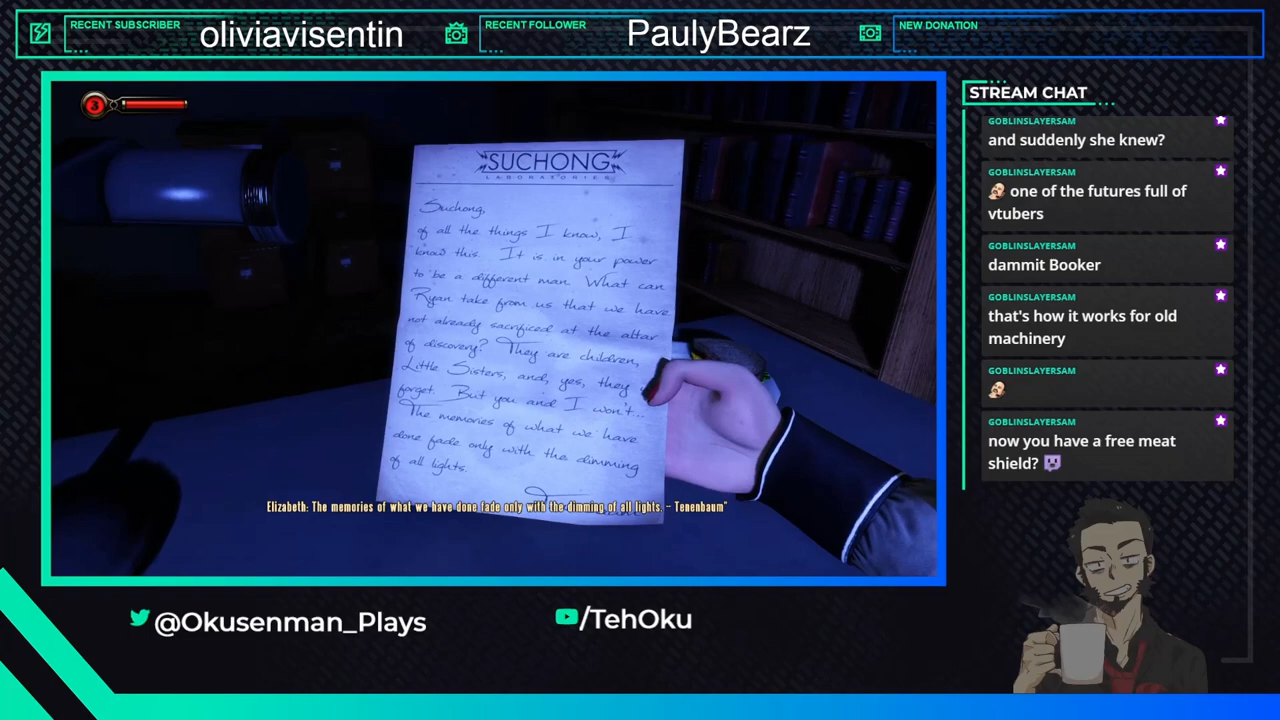 RECENT SUBSCRIBER
oliviavisentin
RECENT FOLLOWER
PaulyBearz
NEW DONATION
3
SUCHONG
LABORATORIES
Suchong,
of all the things I know, I
know this. It is in your power
to be a different man. What can
Ryan take from us that we have
not already sacrificed at the altar
of discovery? They are children,
Little Sisters, and, yes, they
forget. But you and I won't...
The memories of what we have
done fade only with the dimming
of all lights.
Elizabeth: The memories of what we have done fade only with the dimming of all lights. – Tenenbaum"
STREAM CHAT
GOBLINSLAYERSAM
and suddenly she knew?
GOBLINSLAYERSAM
one of the futures full of
vtubers
GOBLINSLAYERSAM
dammit Booker
GOBLINSLAYERSAM
that's how it works for old
machinery
GOBLINSLAYERSAM
GOBLINSLAYERSAM
now you have a free meat
shield?
@Okusenman_Plays
/TehOku